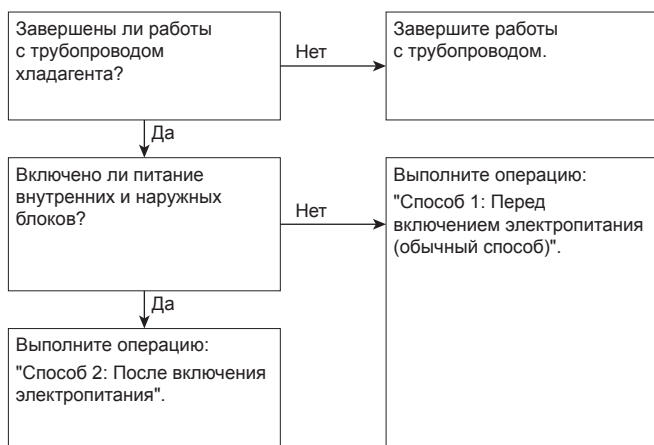 Завершены ли работы
с трубопроводом
хладагента?
Нет
Завершите работы
с трубопроводом.
Да
Включено ли питание
внутренних и наружных
блоков?
Нет
Выполните операцию:
"Способ 1: Перед
включением электропитания
(обычный способ)".
Да
Выполните операцию:
"Способ 2: После включения
электропитания".